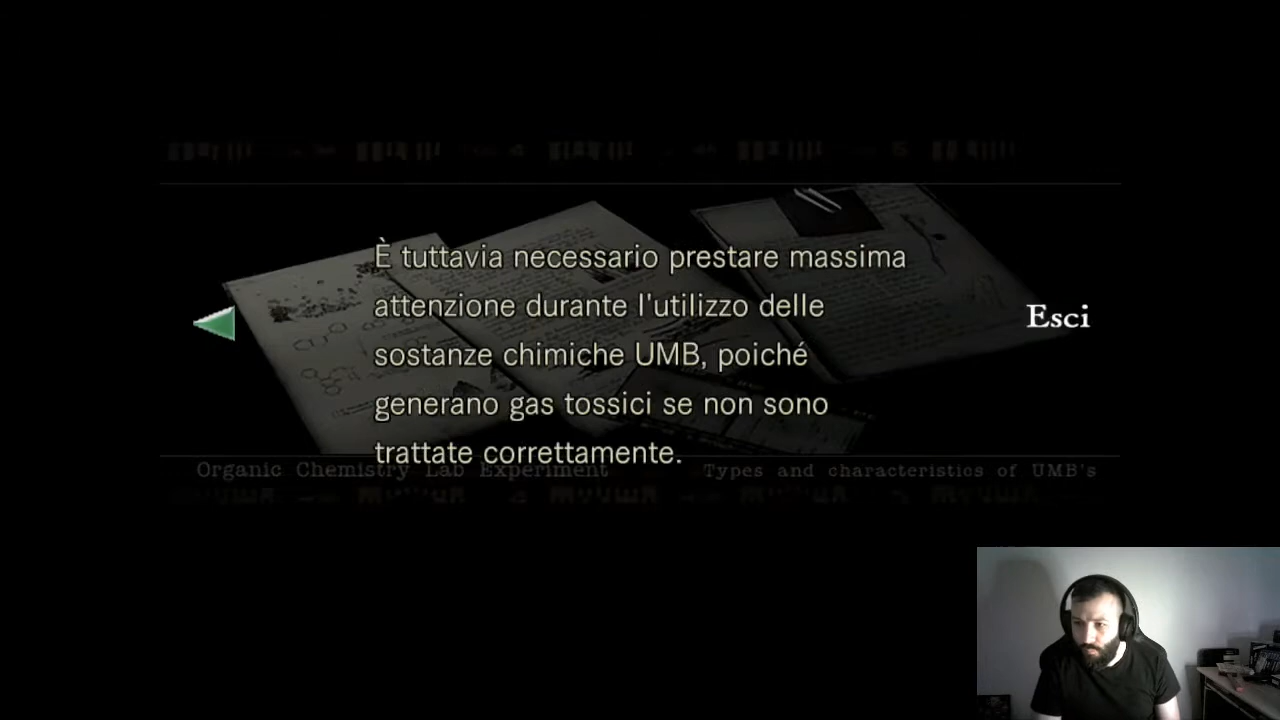 È tuttavia necessario prestare massima
attenzione durante l'utilizzo delle
sostanze chimiche UMB, poiché
generano gas tossici se non sono
trattate correttamente.
Esci
Organic Chemistry Lab Experiment
Types and characteristics of UMB's